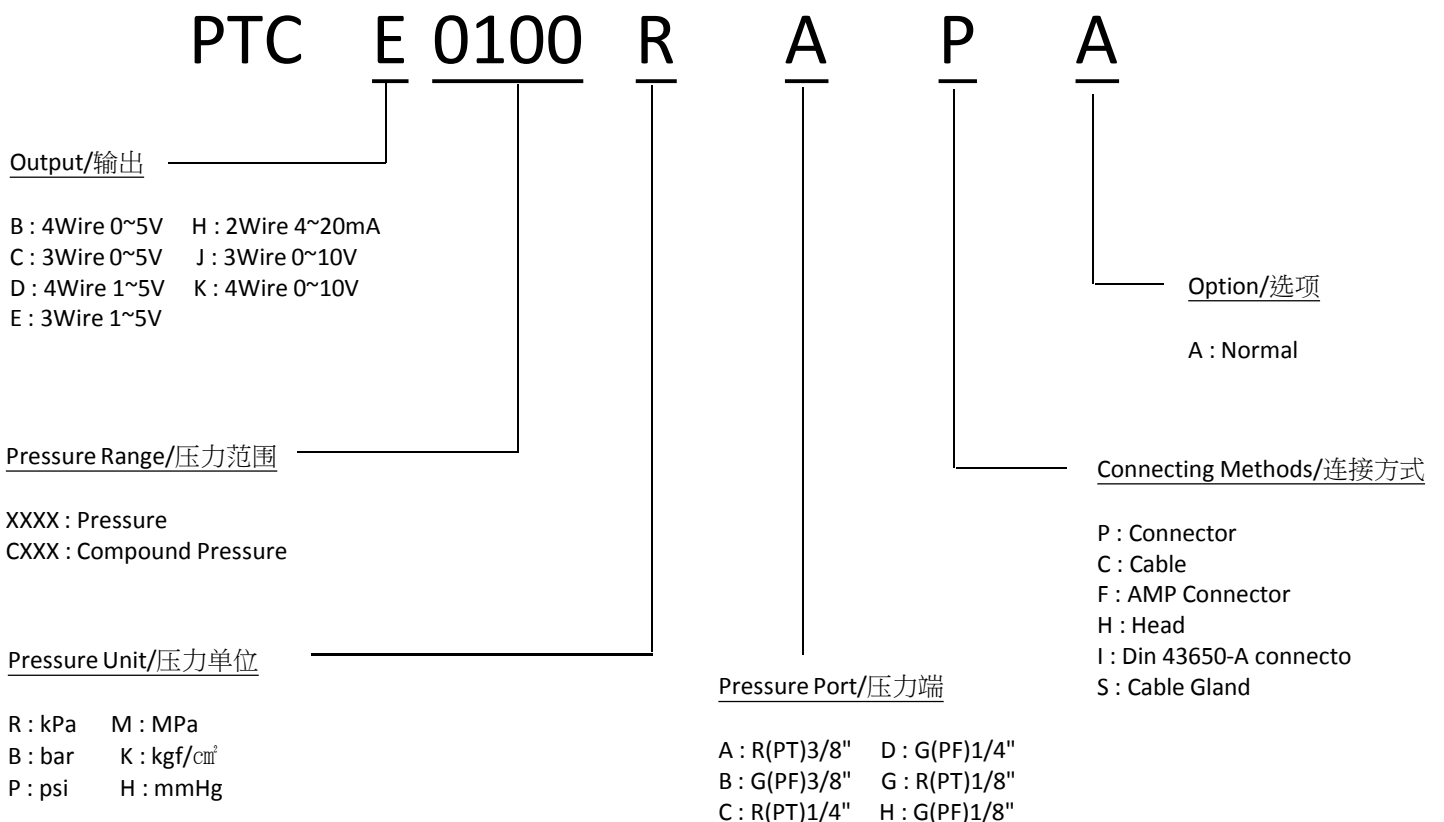 PTC E 0100 R A P A
Output/输出
B : 4Wire 0~5V H : 2Wire 4~20mA
C : 3Wire 0~5V J : 3Wire 0~10V
D : 4Wire 1~5V K : 4Wire 0~10V
E : 3Wire 1~5V
Option/选项
A : Normal
Pressure Range/压力范围
XXXX : Pressure
CXXX : Compound Pressure
Connecting Methods/连接方式
P : Connector
C : Cable
F : AMP Connector
H : Head
I : Din 43650-A connecto
S : Cable Gland
Pressure Unit/压力单位
R : kPa M : MPa
B : bar K : kgf/㎠
P : psi H : mmHg
Pressure Port/压力端
A : R(PT)3/8" D : G(PF)1/4"
B : G(PF)3/8" G : R(PT)1/8"
C : R(PT)1/4" H : G(PF)1/8"